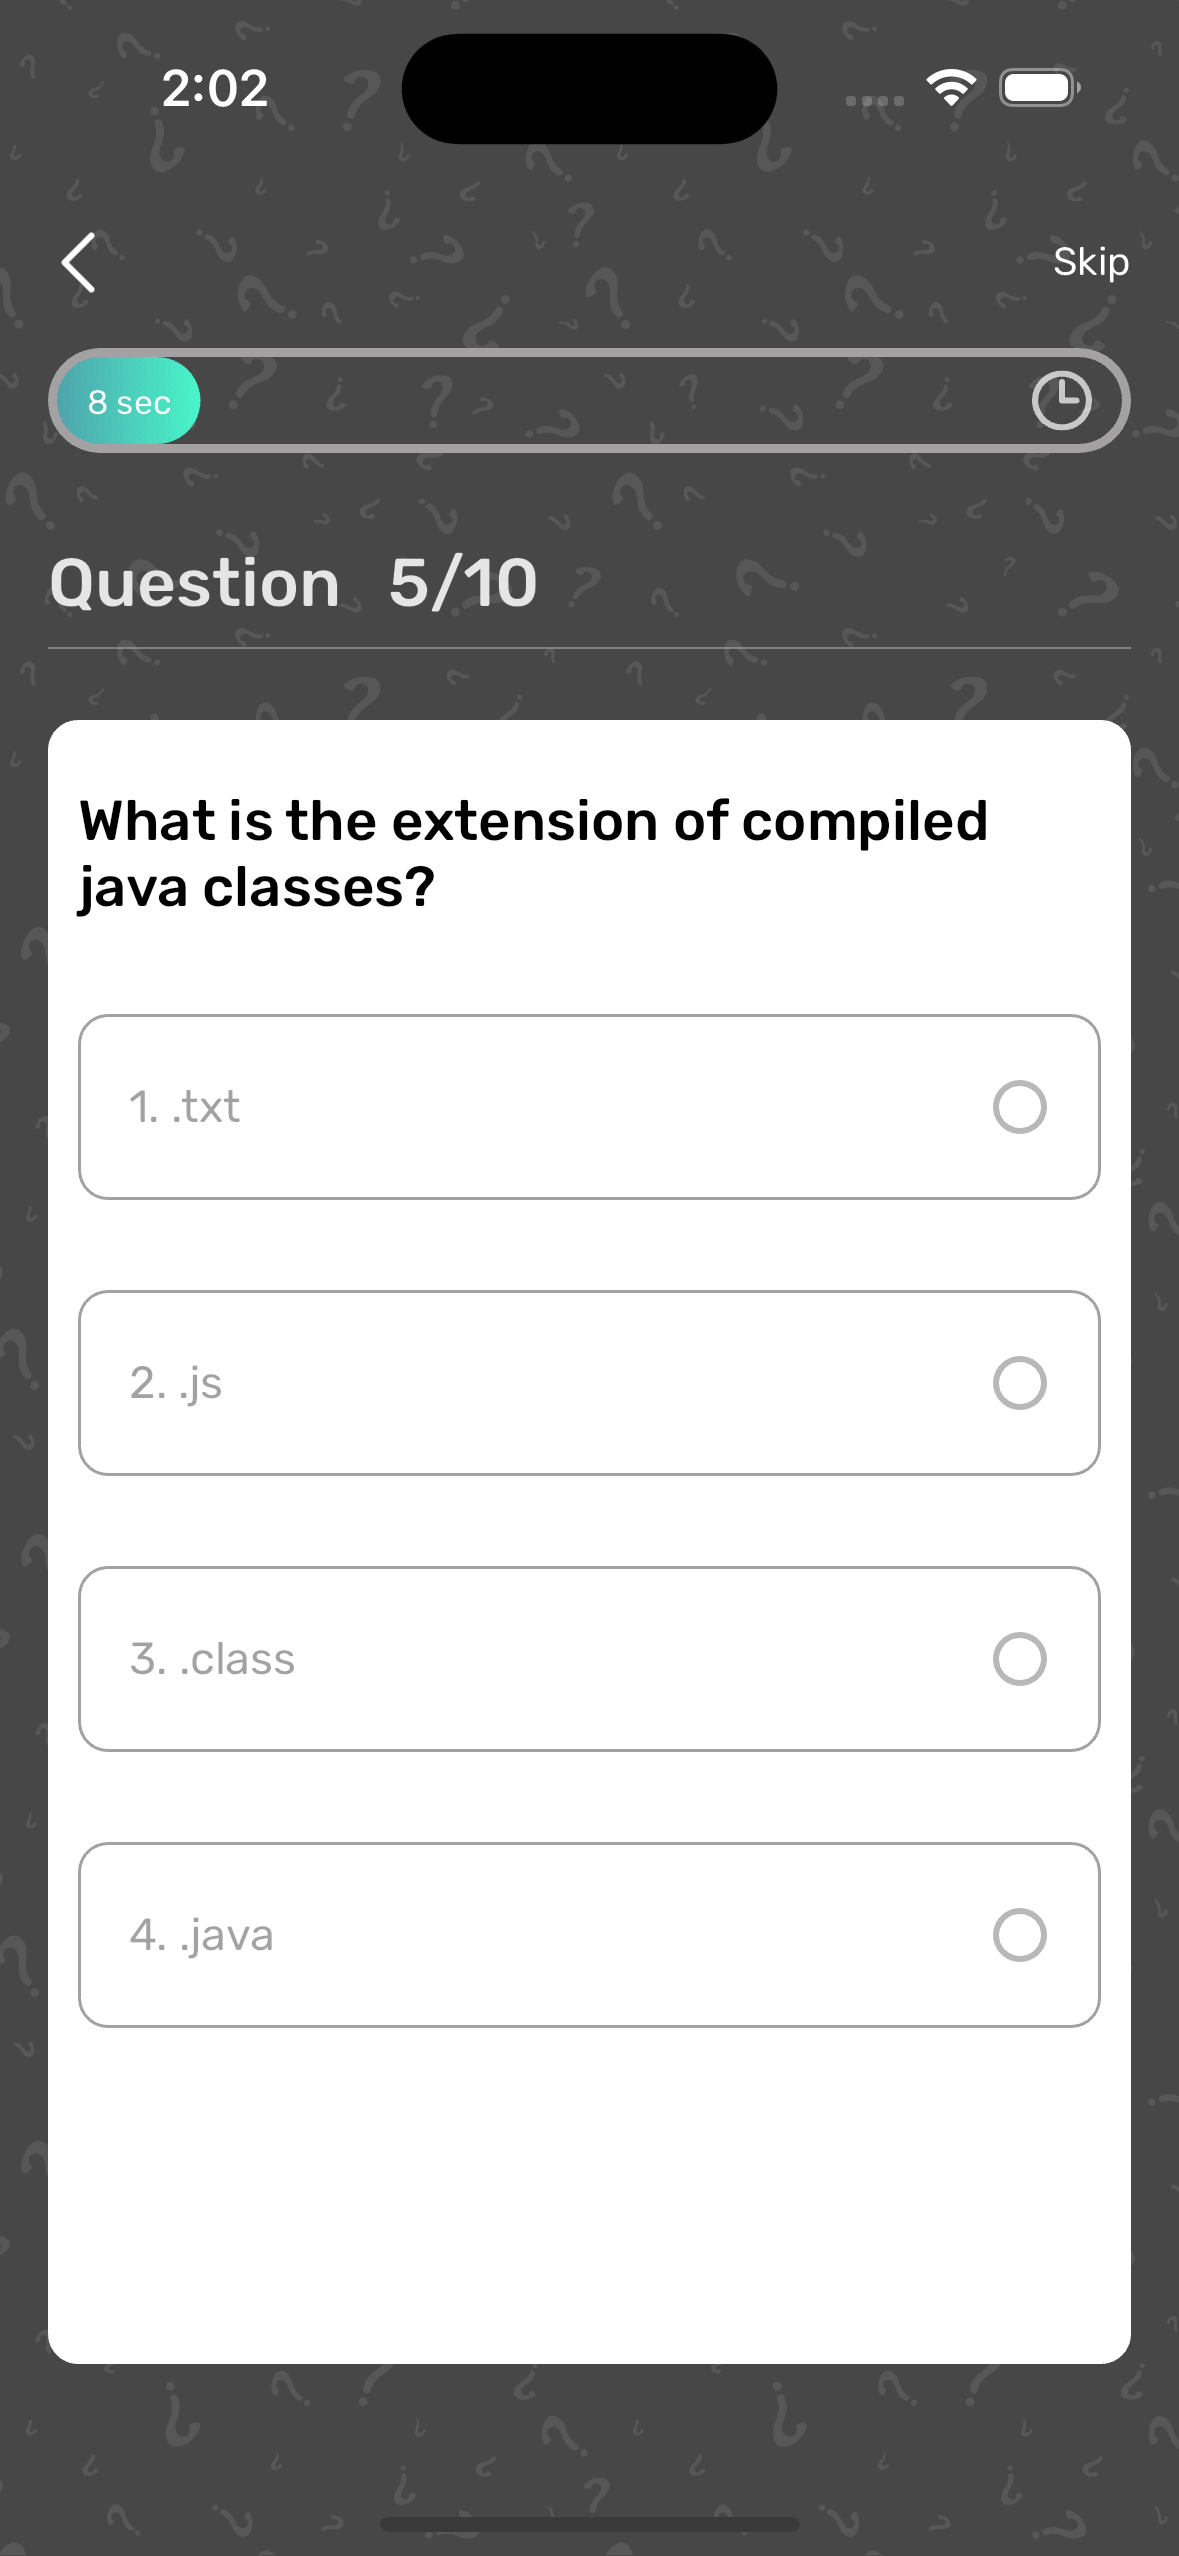 2:02
Skip
8 sec
Question 5/10
What is the extension of compiled
java classes?
1. .txt
2. .js
3. .class
4. .java